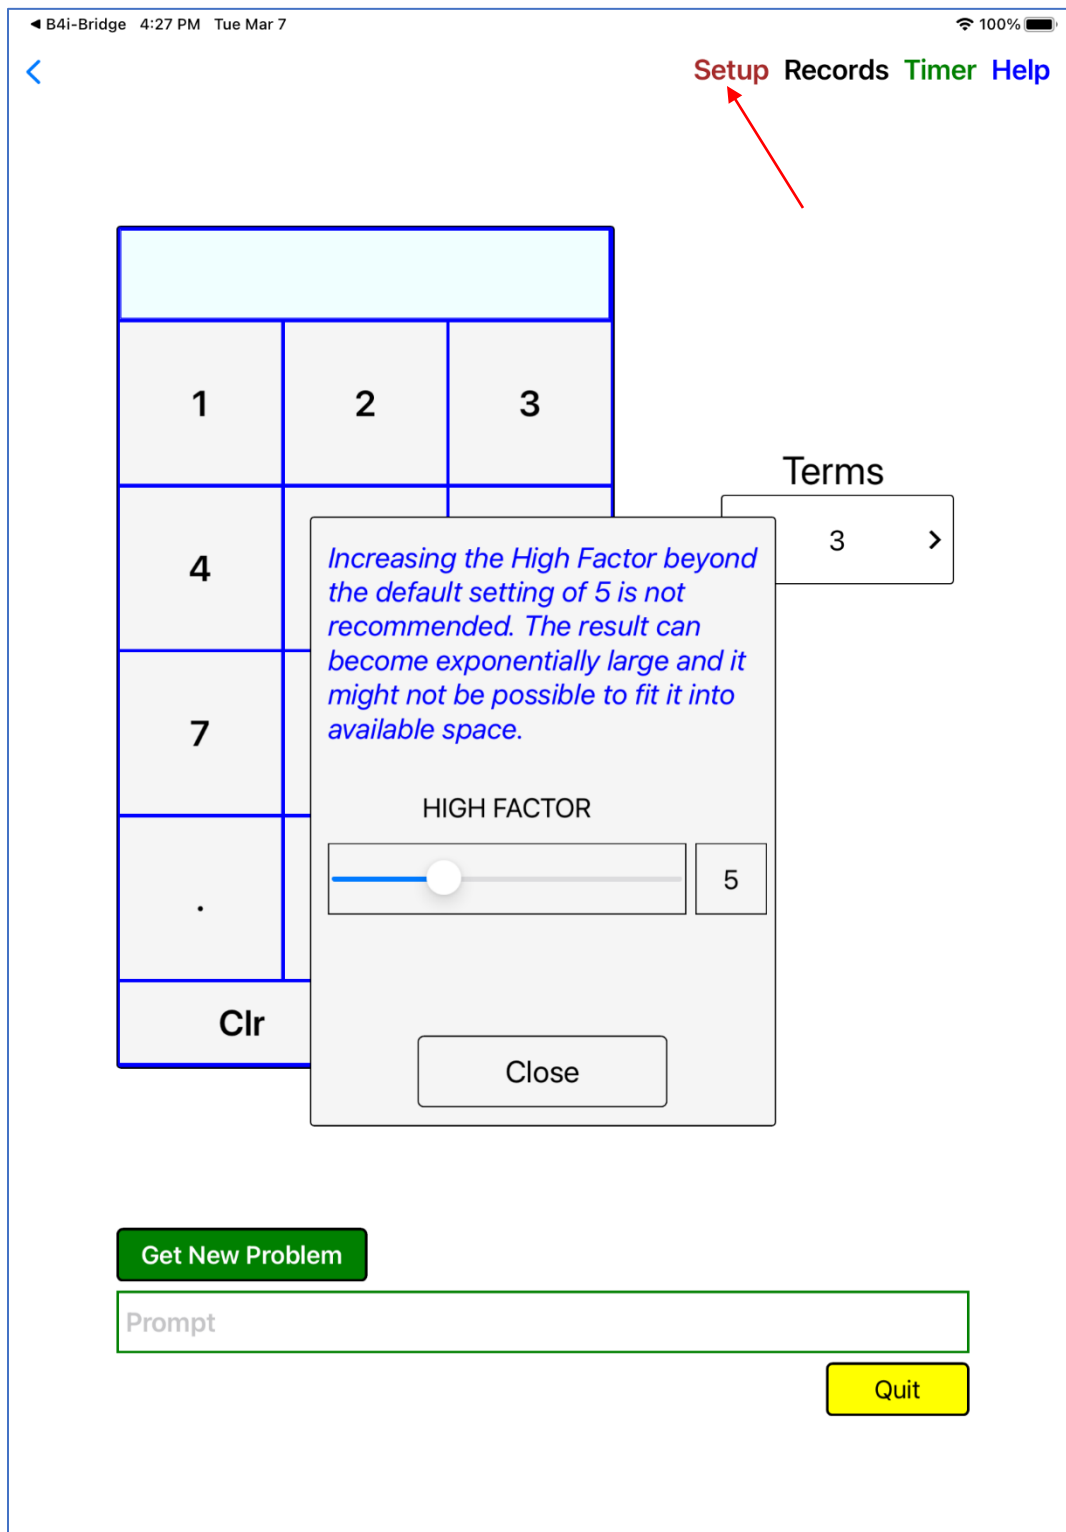 ◀ B4i-Bridge 4:27 PM Tue Mar 7 100%
Setup Records Timer Help
1 2 3
Terms
3
4
Increasing the High Factor beyond
the default setting of 5 is not
recommended. The result can
become exponentially large and it
might not be possible to fit it into
available space.
7
HIGH FACTOR
5
.
Clr
Close
Get New Problem
Prompt
Quit